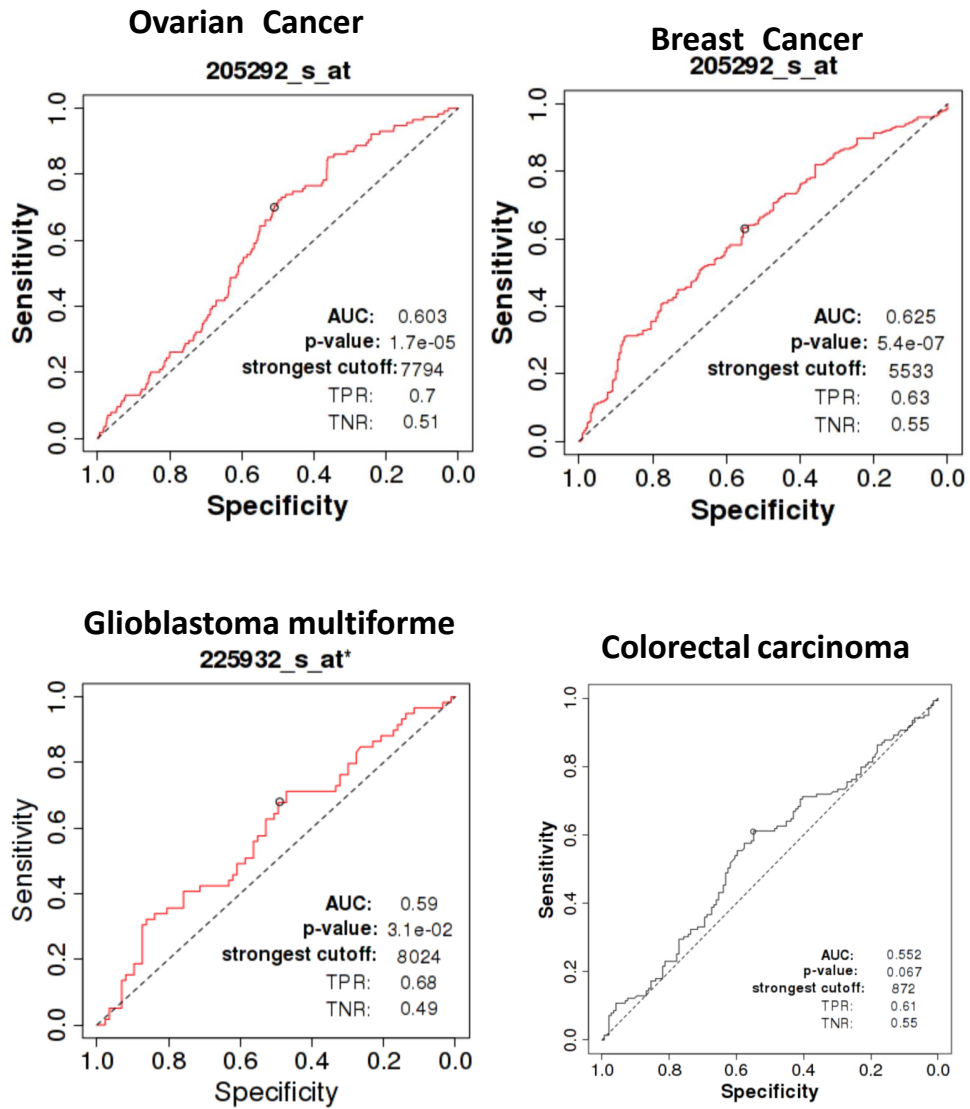 Ovarian Cancer
205292_s_at
Sensitivity
1.0
0.8
0.6
0.4
0.2
0.0
AUC: 0.603
p-value: 1.7e-05
strongest cutoff: 7794
TPR: 0.7
TNR: 0.51
1.0 0.8 0.6 0.4 0.2 0.0
Specificity
Breast Cancer
205292_s_at
Sensitivity
1.0
0.8
0.6
0.4
0.2
0.0
AUC: 0.625
p-value: 5.4e-07
strongest cutoff: 5533
TPR: 0.63
TNR: 0.55
1.0 0.8 0.6 0.4 0.2 0.0
Specificity
Glioblastoma multiforme
225932_s_at*
Sensitivity
1.0
0.8
0.6
0.4
0.2
0.0
AUC: 0.59
p-value: 3.1e-02
strongest cutoff: 8024
TPR: 0.68
TNR: 0.49
1.0 0.8 0.6 0.4 0.2 0.0
Specificity
Colorectal carcinoma
Sensitivity
1.0
0.8
0.6
0.4
0.2
0.0
AUC: 0.552
p-value: 0.067
strongest cutoff: 872
TPR: 0.61
TNR: 0.55
1.0 0.8 0.6 0.4 0.2 0.0
Specificity